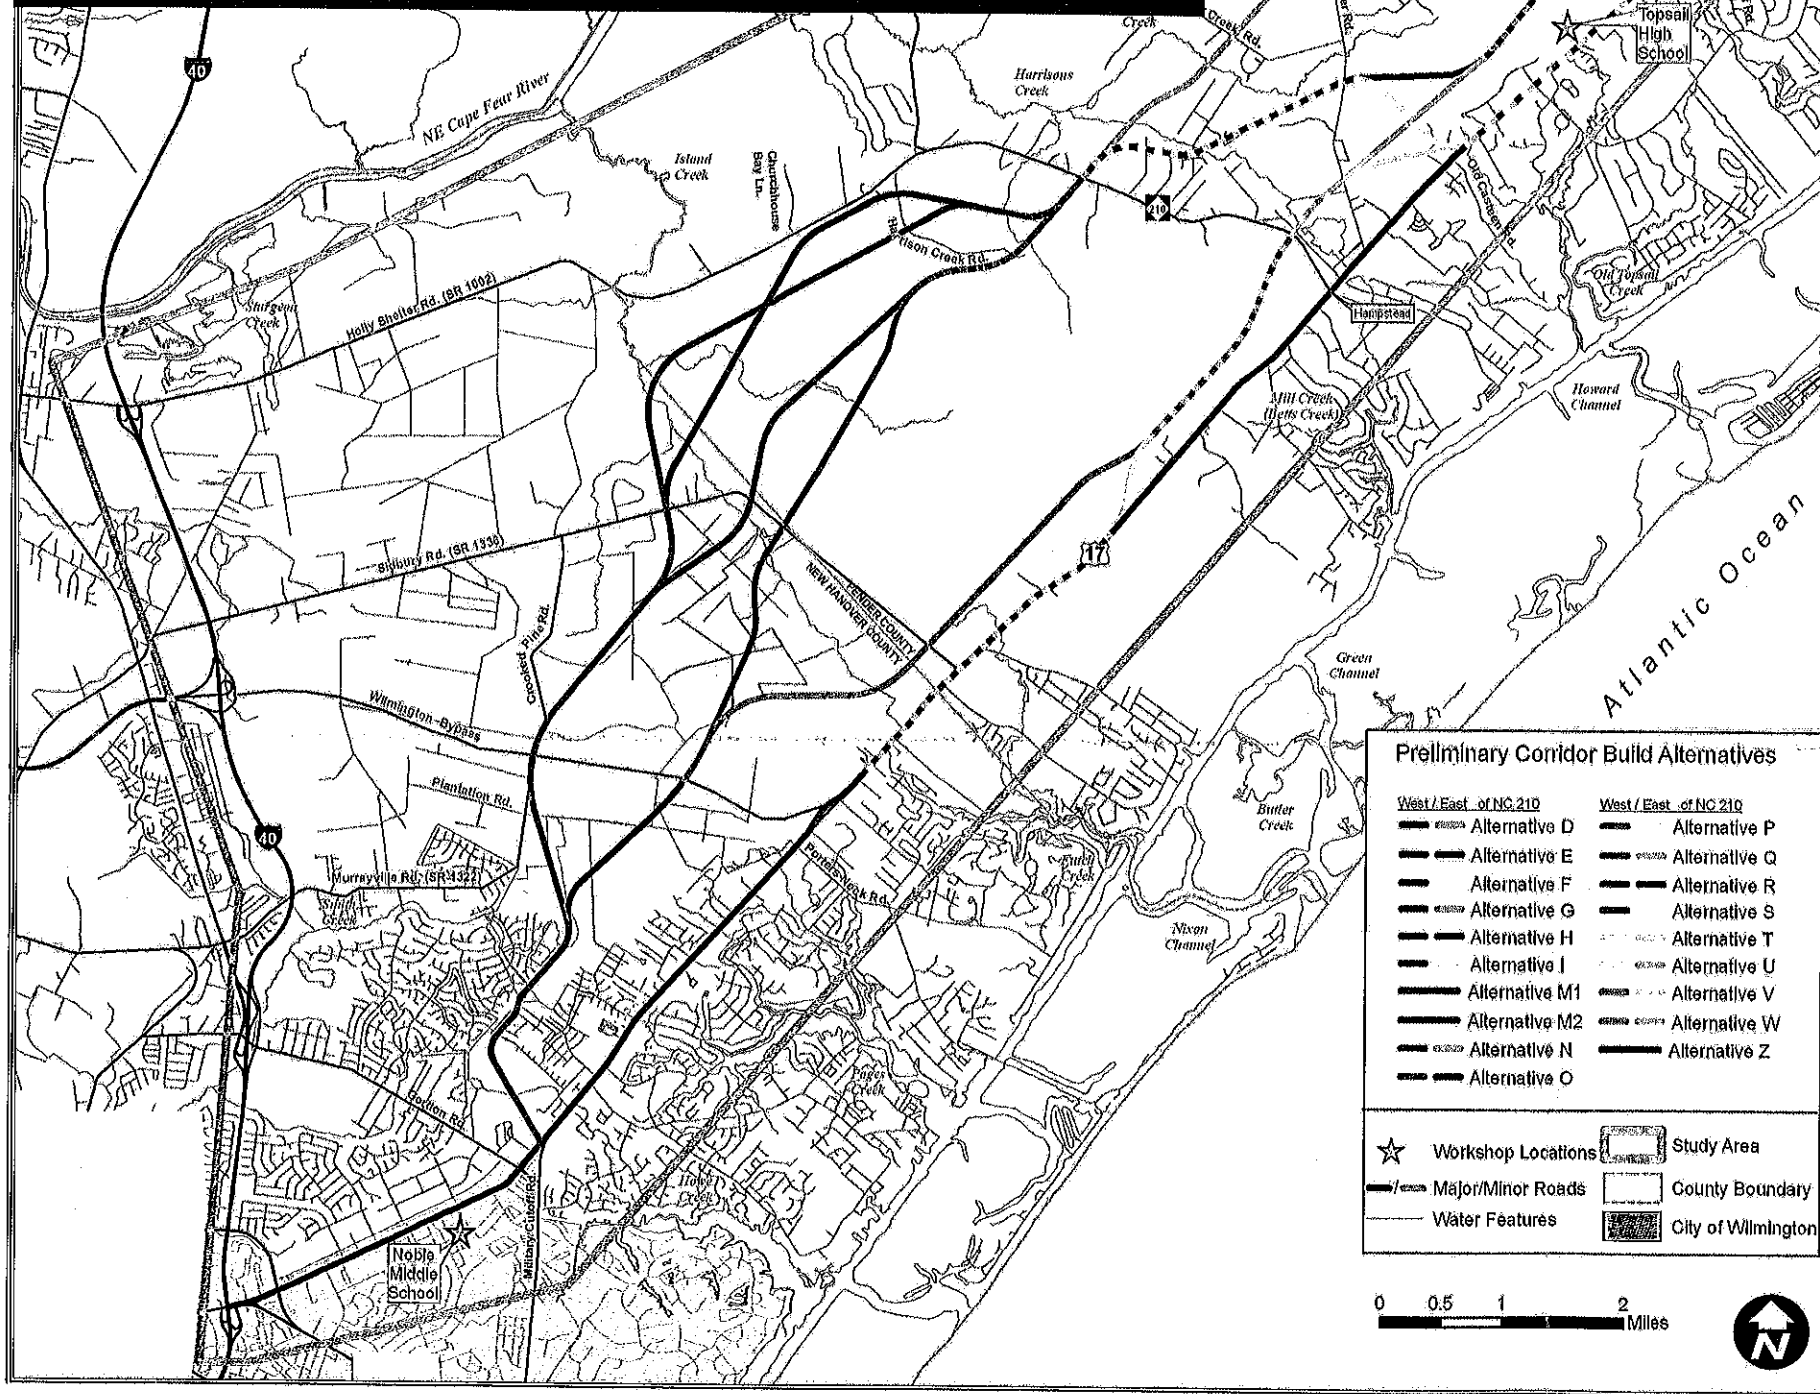 Creek
Creek Rd.
Topsail
High
School
40
Harrisons
Creek
NE Cape Fear River
Island
Creek
Churchhouse
Bay Ln.
210
Harrison Creek Rd.
Old Topsail
Creek
Sturgeon
Creek
Holly Shelter Rd. (SR 1002)
Hampstead
Howard
Channel
Mill Creek
(Betts Creek)
Sidbury Rd. (SR 1336)
17
PENDER COUNTY
NEW HANOVER COUNTY
Atlantic Ocean
Crooked Pine Rd.
Green
Channel
Wilmington Bypass
Plantation Rd.
Butler
Creek
40
Porters Neck Rd.
Futch
Creek
Murrayville Rd. (SR 1322)
Smith
Creek
Nixon
Channel
Pages
Creek
Gordon Rd.
Howe
Creek
Military Cutoff Rd.
Noble
Middle
School
Preliminary Corridor Build Alternatives
West / East of NC 210
Alternative D
Alternative E
Alternative F
Alternative G
Alternative H
Alternative I
Alternative M1
Alternative M2
Alternative N
Alternative O
West / East of NC 210
Alternative P
Alternative Q
Alternative R
Alternative S
Alternative T
Alternative U
Alternative V
Alternative W
Alternative Z
Workshop Locations
Major/Minor Roads
Water Features
Study Area
County Boundary
City of Wilmington
0 0.5 1 2
Miles
N